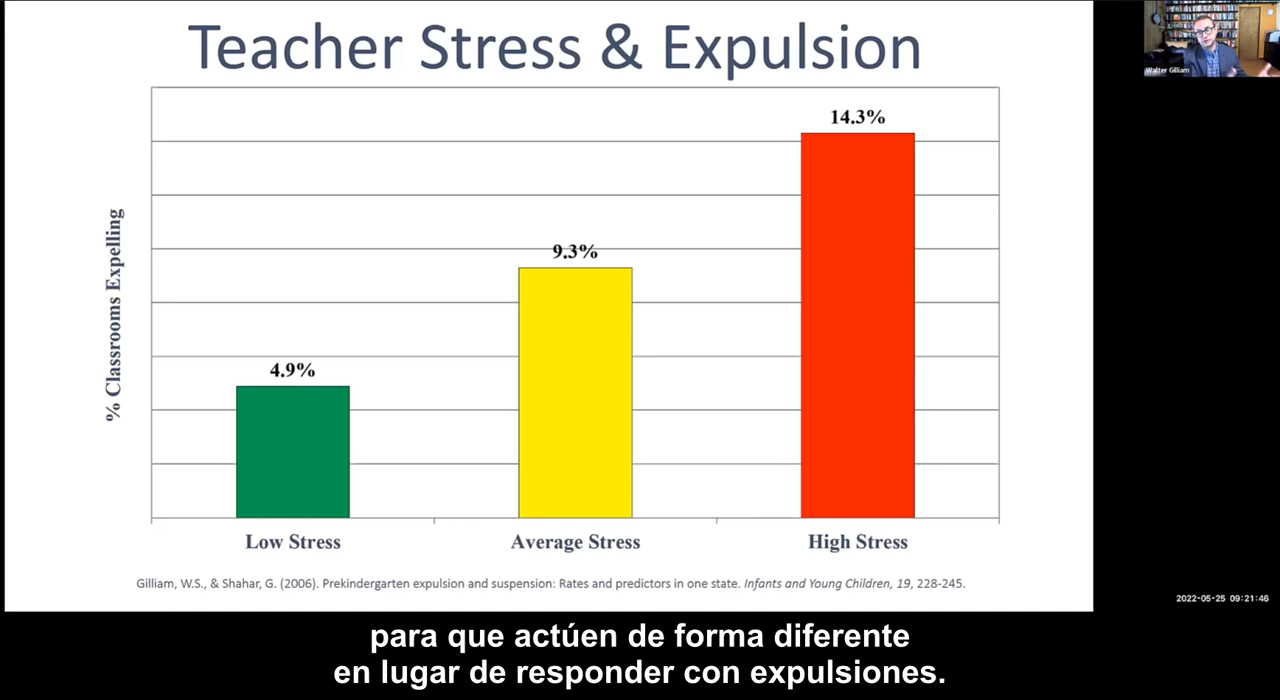 Teacher Stress & Expulsion
Walter Gilliam
14.3%
9.3%
4.9%
% Classrooms Expelling
Low Stress
Average Stress
High Stress
Gilliam, W.S., & Shahar, G. (2006). Prekindergarten expulsion and suspension: Rates and predictors in one state. Infants and Young Children, 19, 228-245.
2022-05-25 09:21:46
para que actúen de forma diferente
en lugar de responder con expulsiones.